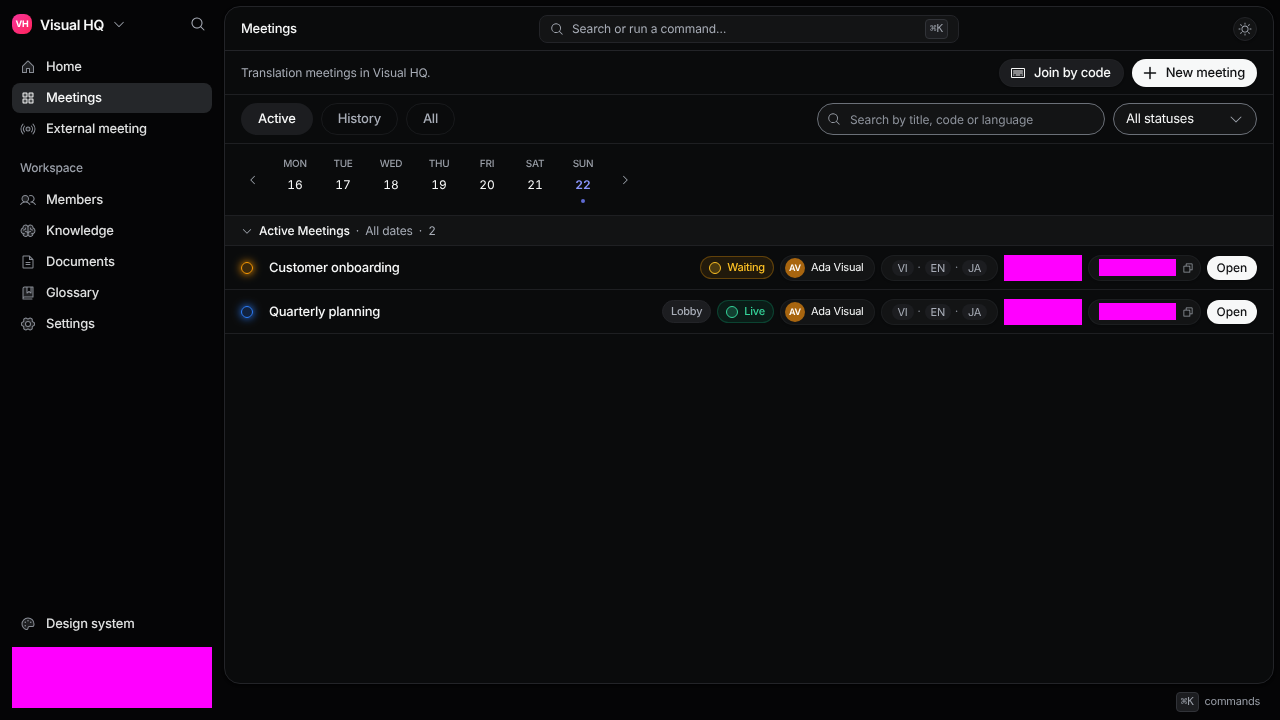 VH Visual HQ
Home
Meetings
External meeting
Workspace
Members
Knowledge
Documents
Glossary
Settings
Design system
Meetings
Search or run a command...
⌘K
Translation meetings in Visual HQ.
Join by code
New meeting
Active
History
All
Search by title, code or language
All statuses
MON TUE WED THU FRI SAT SUN
16 17 18 19 20 21 22
Active Meetings · All dates · 2
Customer onboarding Waiting AV Ada Visual VI · EN · JA Open
Quarterly planning Lobby Live AV Ada Visual VI · EN · JA Open
⌘K commands